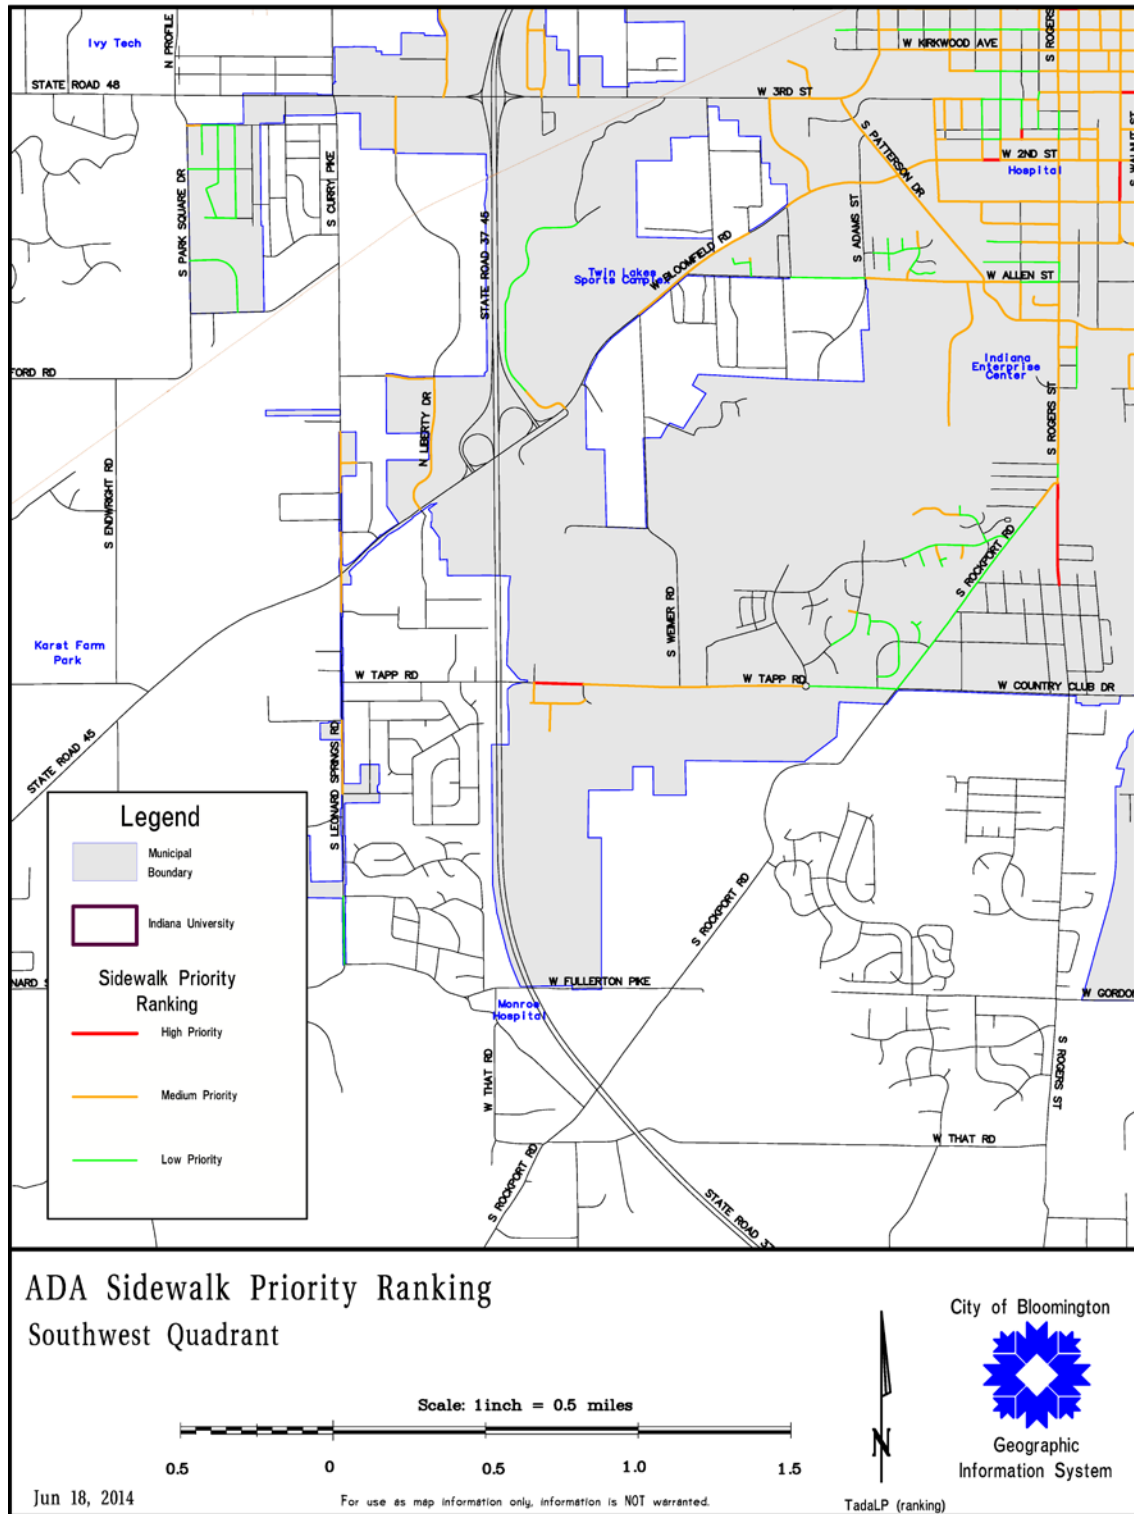 Ivy Tech
N PROFILE
W KIRKWOOD AVE
S ROGERS
STATE ROAD 48
W 3RD ST
S PATTERSON DR
S WALNUT ST
W 2ND ST
Hospital
S PARK SQUARE DR
S CURRY PIKE
STATE ROAD 37 45
S ADAMS ST
W BLOOMFIELD RD
Twin Lakes
Sports Complex
W ALLEN ST
FORD RD
Indiana
Enterprise
Center
N LIBERTY DR
S ROGERS ST
S ENDWRIGHT RD
S ROCKPORT RD
S WEIMER RD
Karst Farm
Park
W TAPP RD
W TAPP RD
W COUNTRY CLUB DR
STATE ROAD 45
S LEONARD SPRINGS RD
S ROCKPORT RD
NARD S
W FULLERTON PIKE
W GORDON
Monroe
Hospital
W THAT RD
S ROGERS ST
W THAT RD
S ROCKPORT RD
STATE ROAD 37
Legend
Municipal
Boundary
Indiana University
Sidewalk Priority
Ranking
High Priority
Medium Priority
Low Priority
ADA Sidewalk Priority Ranking
Southwest Quadrant
City of Bloomington
Scale: 1inch = 0.5 miles
N
0.5 0 0.5 1.0 1.5
Geographic
Information System
Jun 18, 2014
For use as map information only, information is NOT warranted.
TadaLP (ranking)